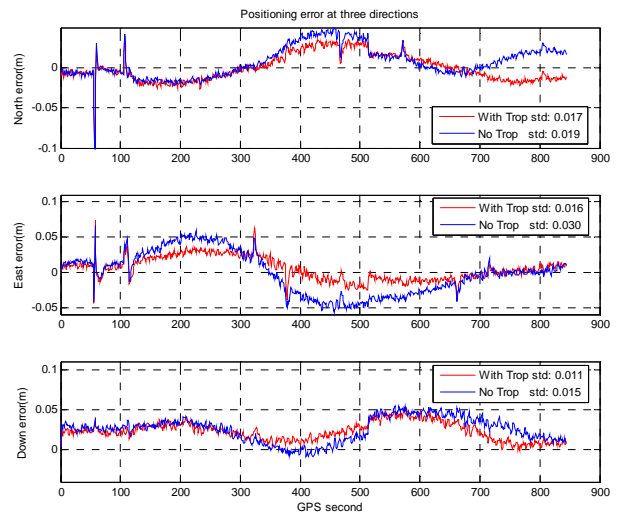 Positioning error at three directions
North error(m)
0
-0.05
-0.1
With Trop std: 0.017
No Trop std: 0.019
0 100 200 300 400 500 600 700 800 900
East error(m)
0.1
0.05
0
-0.05
With Trop std: 0.016
No Trop std: 0.030
0 100 200 300 400 500 600 700 800 900
Down error(m)
0.1
0.05
0
With Trop std: 0.011
No Trop std: 0.015
0 100 200 300 400 500 600 700 800 900
GPS second